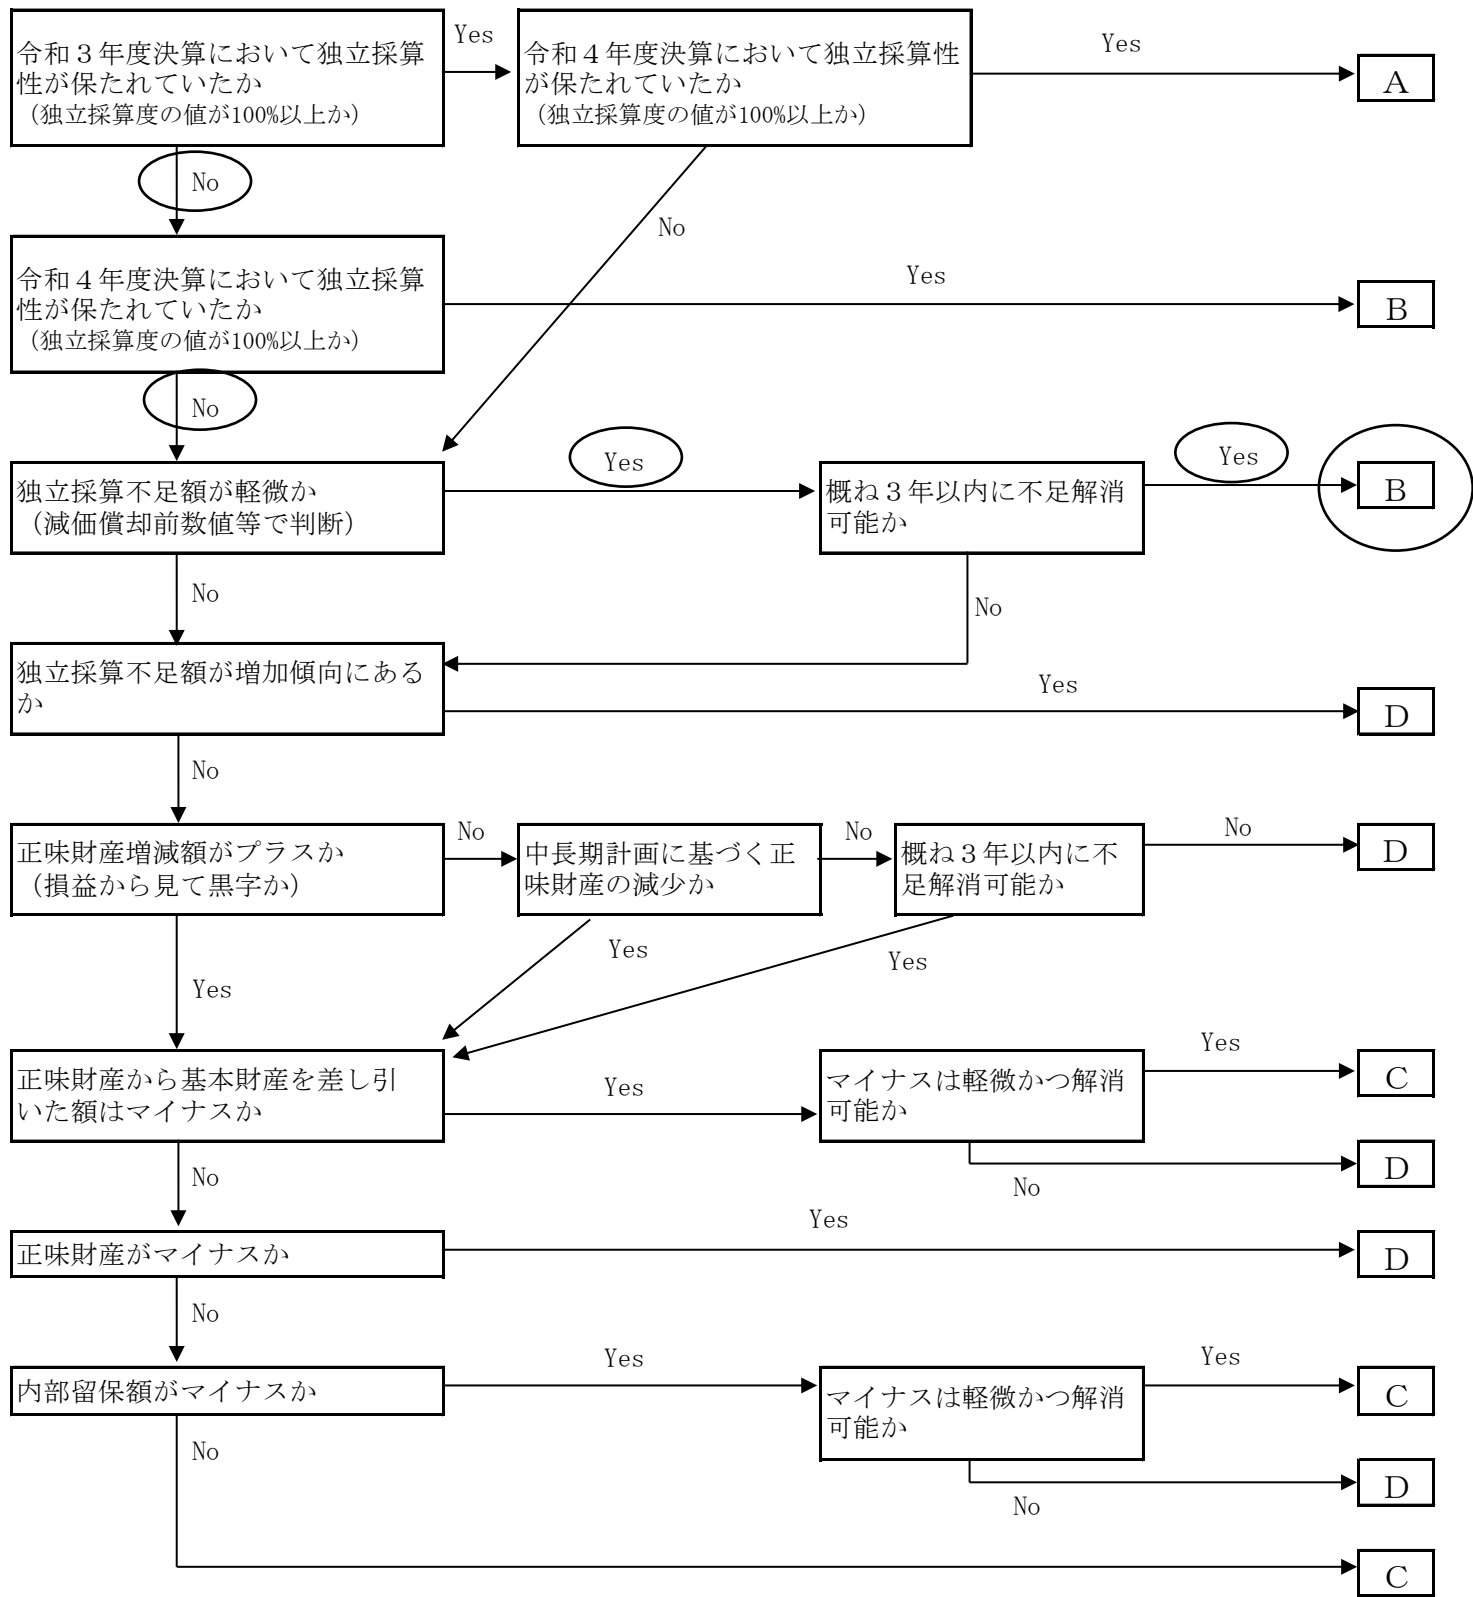 令和３年度決算において独立採算
性が保たれていたか
（独立採算度の値が100%以上か）
Yes
令和４年度決算において独立採算性
が保たれていたか
（独立採算度の値が100%以上か）
Yes
A
No
No
令和４年度決算において独立採算
性が保たれていたか
（独立採算度の値が100%以上か）
Yes
B
No
独立採算不足額が軽微か
（減価償却前数値等で判断）
Yes
概ね３年以内に不足解消
可能か
Yes
B
No
No
独立採算不足額が増加傾向にある
か
Yes
D
No
正味財産増減額がプラスか
（損益から見て黒字か）
No
中長期計画に基づく正
味財産の減少か
No
概ね３年以内に不
足解消可能か
No
D
Yes
Yes
Yes
正味財産から基本財産を差し引
いた額はマイナスか
Yes
マイナスは軽微かつ解消
可能か
Yes
C
No
D
No
正味財産がマイナスか
Yes
D
No
内部留保額がマイナスか
Yes
マイナスは軽微かつ解消
可能か
Yes
C
No
D
No
C